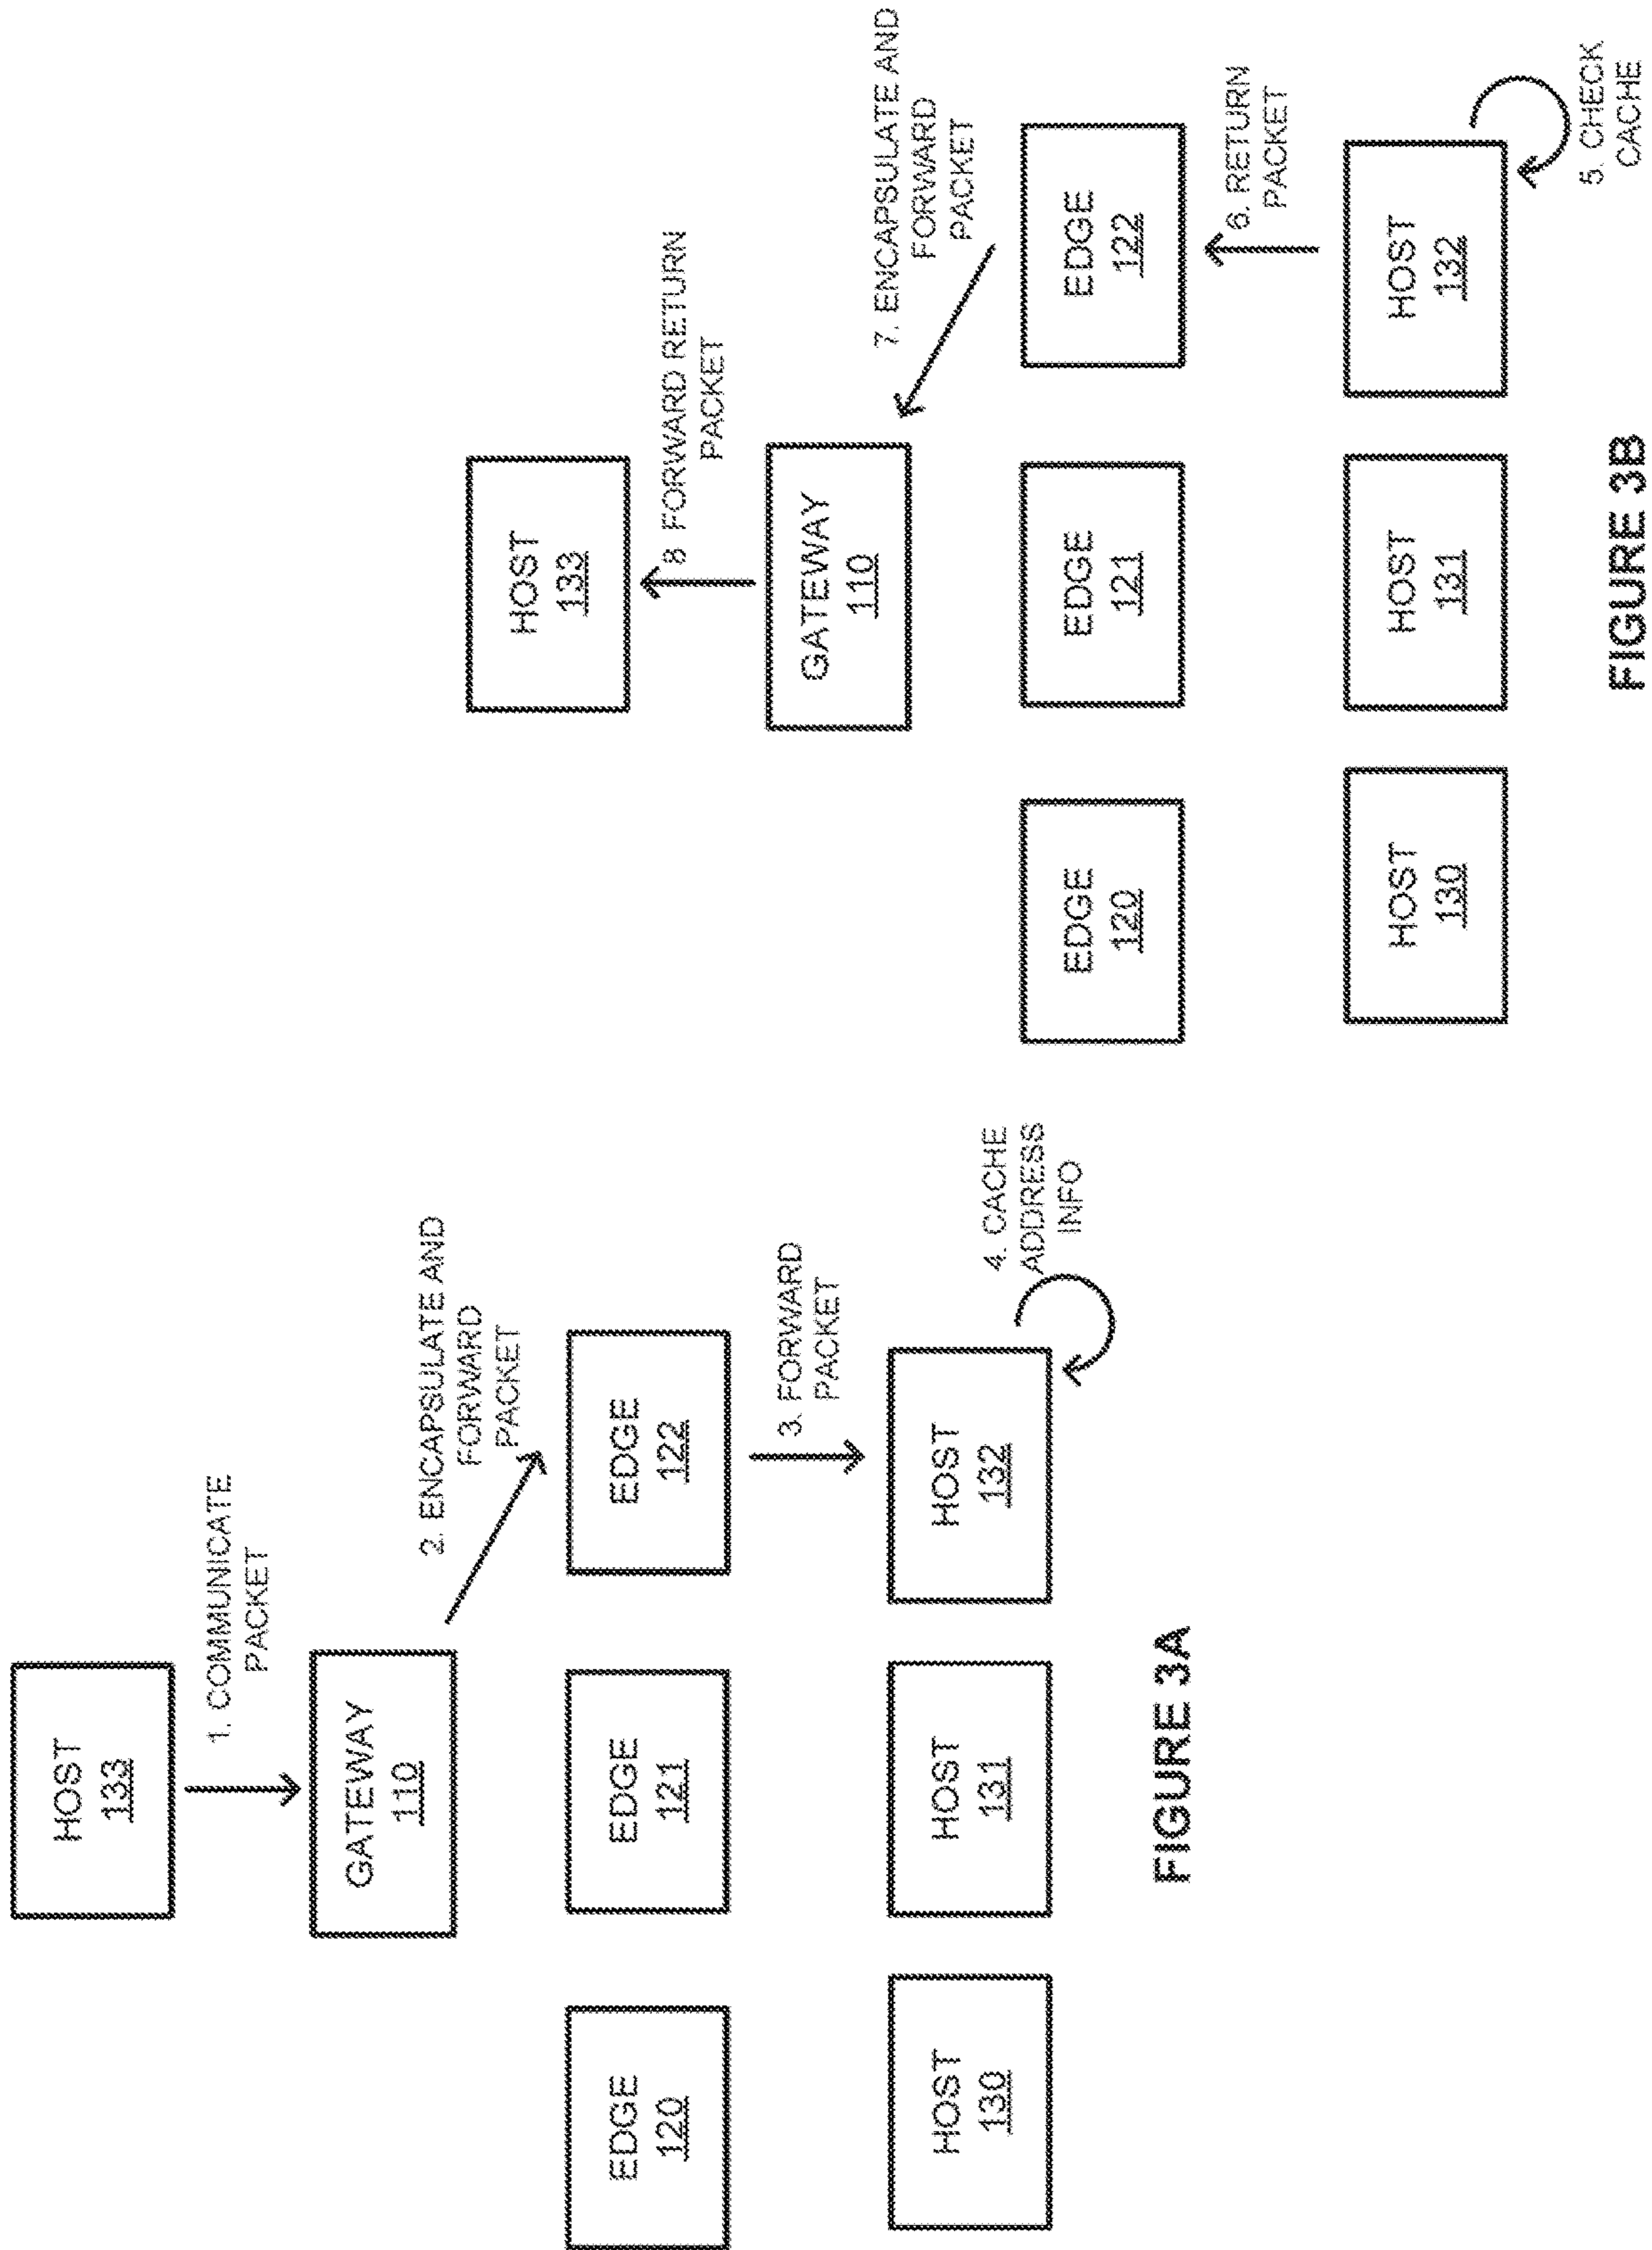 HOST
133
1. COMMUNICATE
PACKET
GATEWAY
110
2. ENCAPSULATE AND
FORWARD
PACKET
EDGE
120
EDGE
121
EDGE
122
3. FORWARD
PACKET
HOST
130
HOST
131
HOST
132
4. CACHE
ADDRESS
INFO
FIGURE 3A
HOST
133
8 FORWARD RETURN
PACKET
GATEWAY
110
7. ENCAPSULATE AND
FORWARD
PACKET
EDGE
120
EDGE
121
EDGE
122
6. RETURN
PACKET
HOST
130
HOST
131
HOST
132
5. CHECK
CACHE
FIGURE 3B